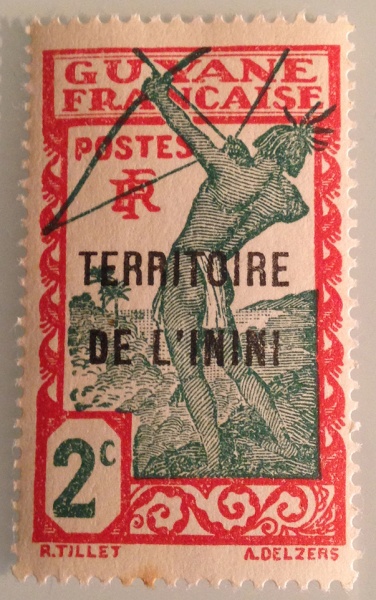 GUYANE
FRANÇAISE
POSTES
RF
TERRITOIRE
DE L'ININI
2c
R.TILLET A.DELZERS